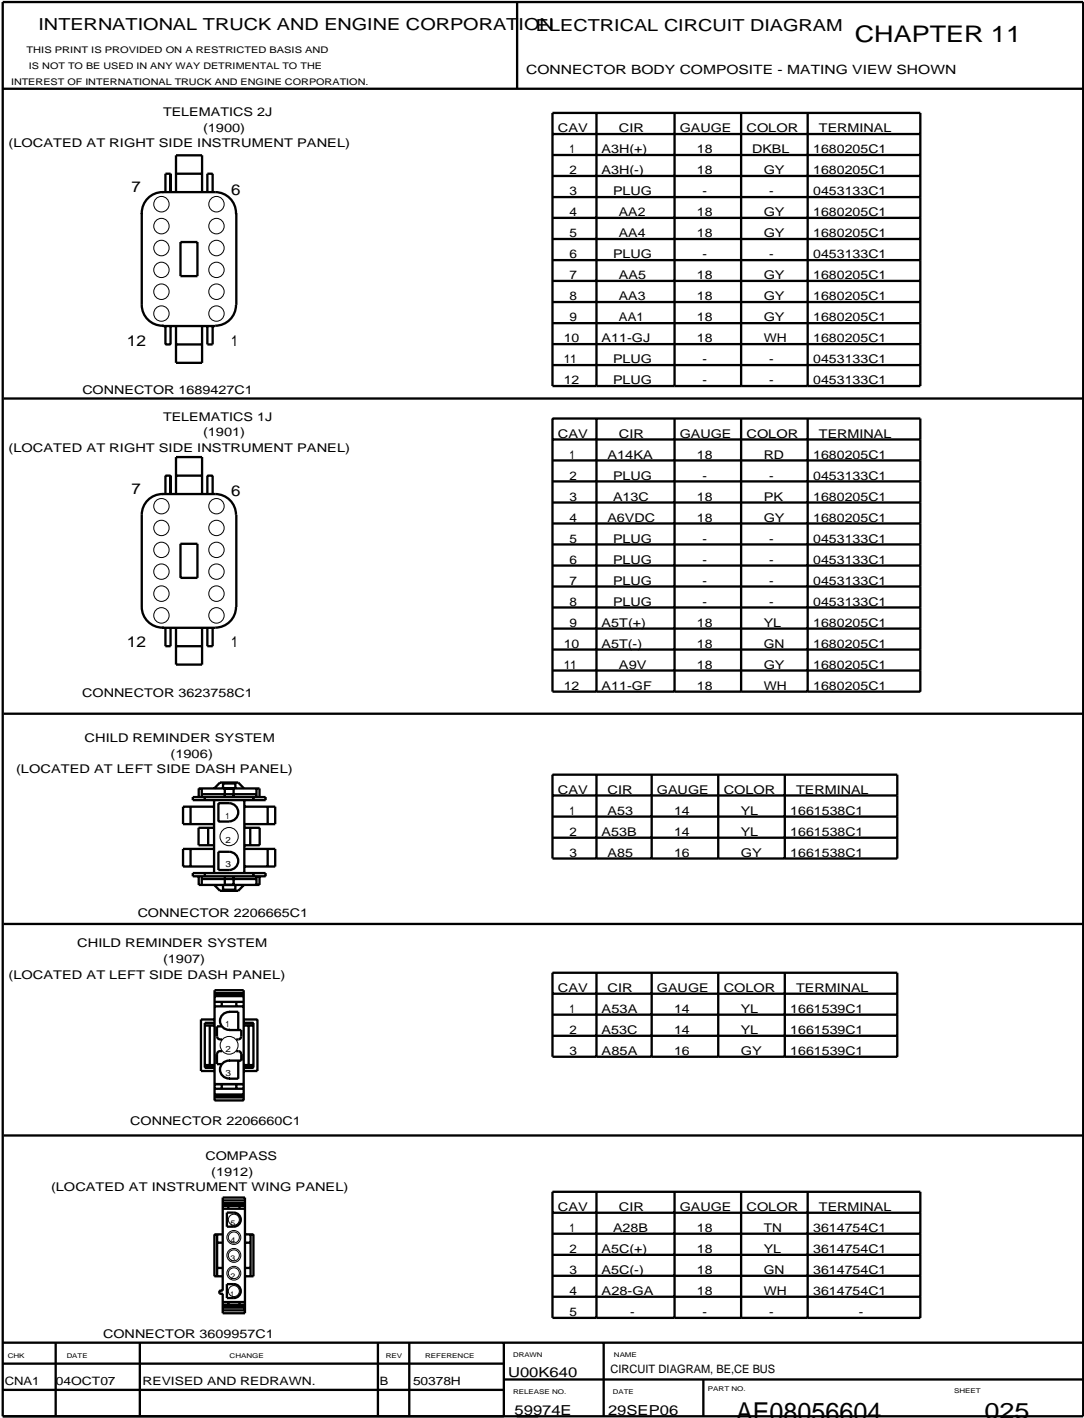 INTERNATIONAL TRUCK AND ENGINE CORPORATION
THIS PRINT IS PROVIDED ON A RESTRICTED BASIS AND
IS NOT TO BE USED IN ANY WAY DETRIMENTAL TO THE
INTEREST OF INTERNATIONAL TRUCK AND ENGINE CORPORATION.
ELECTRICAL CIRCUIT DIAGRAM CHAPTER 11
CONNECTOR BODY COMPOSITE - MATING VIEW SHOWN
TELEMATICS 2J
(1900)
(LOCATED AT RIGHT SIDE INSTRUMENT PANEL)
7 6
12 1
CONNECTOR 1689427C1
CAV CIR GAUGE COLOR TERMINAL
1 A3H(+) 18 DKBL 1680205C1
2 A3H(-) 18 GY 1680205C1
3 PLUG - - 0453133C1
4 AA2 18 GY 1680205C1
5 AA4 18 GY 1680205C1
6 PLUG - - 0453133C1
7 AA5 18 GY 1680205C1
8 AA3 18 GY 1680205C1
9 AA1 18 GY 1680205C1
10 A11-GJ 18 WH 1680205C1
11 PLUG - - 0453133C1
12 PLUG - - 0453133C1
TELEMATICS 1J
(1901)
(LOCATED AT RIGHT SIDE INSTRUMENT PANEL)
7 6
12 1
CONNECTOR 3623758C1
CAV CIR GAUGE COLOR TERMINAL
1 A14KA 18 RD 1680205C1
2 PLUG - - 0453133C1
3 A13C 18 PK 1680205C1
4 A6VDC 18 GY 1680205C1
5 PLUG - - 0453133C1
6 PLUG - - 0453133C1
7 PLUG - - 0453133C1
8 PLUG - - 0453133C1
9 A5T(+) 18 YL 1680205C1
10 A5T(-) 18 GN 1680205C1
11 A9V 18 GY 1680205C1
12 A11-GF 18 WH 1680205C1
CHILD REMINDER SYSTEM
(1906)
(LOCATED AT LEFT SIDE DASH PANEL)
1
2
3
CONNECTOR 2206665C1
CAV CIR GAUGE COLOR TERMINAL
1 A53 14 YL 1661538C1
2 A53B 14 YL 1661538C1
3 A85 16 GY 1661538C1
CHILD REMINDER SYSTEM
(1907)
(LOCATED AT LEFT SIDE DASH PANEL)
1
2
3
CONNECTOR 2206660C1
CAV CIR GAUGE COLOR TERMINAL
1 A53A 14 YL 1661539C1
2 A53C 14 YL 1661539C1
3 A85A 16 GY 1661539C1
COMPASS
(1912)
(LOCATED AT INSTRUMENT WING PANEL)
5
4
3
2
1
CONNECTOR 3609957C1
CAV CIR GAUGE COLOR TERMINAL
1 A28B 18 TN 3614754C1
2 A5C(+) 18 YL 3614754C1
3 A5C(-) 18 GN 3614754C1
4 A28-GA 18 WH 3614754C1
5 - - - -
CHK DATE CHANGE REV REFERENCE
CNA1 04OCT07 REVISED AND REDRAWN. B 50378H
DRAWN NAME
U00K640 CIRCUIT DIAGRAM, BE,CE BUS
RELEASE NO. DATE PART NO. SHEET
59974E 29SEP06 AE08056604 025